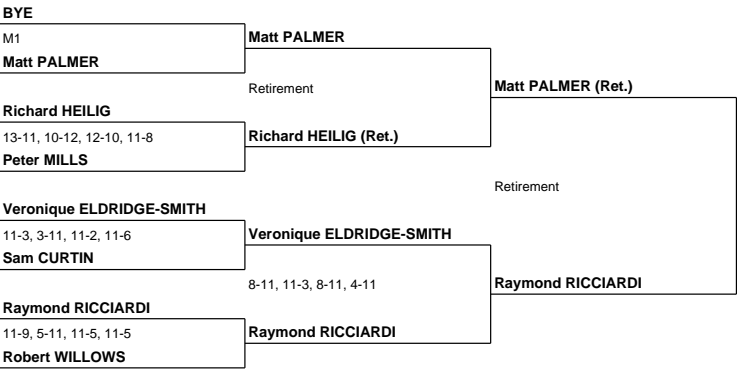 BYE
M1
Matt PALMER
Matt PALMER
Retirement
Matt PALMER (Ret.)
Richard HEILIG
13-11, 10-12, 12-10, 11-8
Richard HEILIG (Ret.)
Peter MILLS
Retirement
Veronique ELDRIDGE-SMITH
11-3, 3-11, 11-2, 11-6
Veronique ELDRIDGE-SMITH
Sam CURTIN
8-11, 11-3, 8-11, 4-11
Raymond RICCIARDI
Raymond RICCIARDI
11-9, 5-11, 11-5, 11-5
Raymond RICCIARDI
Robert WILLOWS